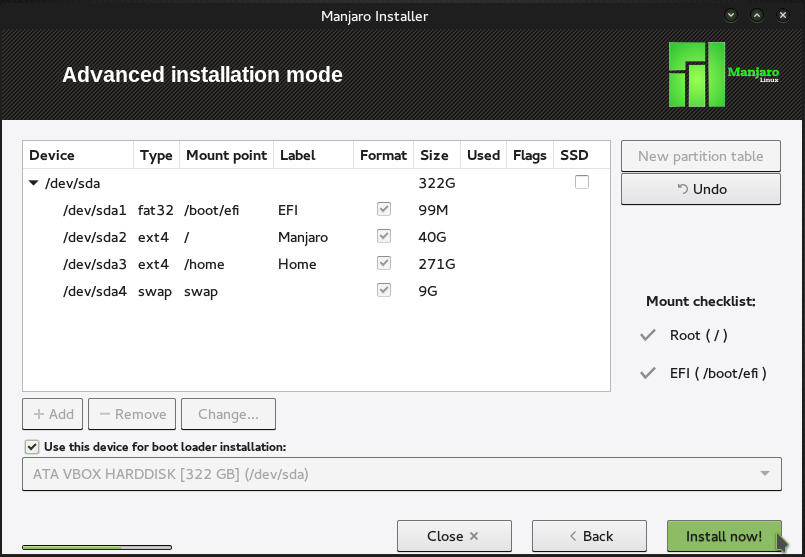 Manjaro Installer
Advanced installation mode
Manjaro
Linux
Device Type Mount point Label Format Size Used Flags SSD
/dev/sda 322G
/dev/sda1 fat32 /boot/efi EFI 99M
/dev/sda2 ext4 / Manjaro 40G
/dev/sda3 ext4 /home Home 271G
/dev/sda4 swap swap 9G
New partition table
Undo
Mount checklist:
Root ( / )
EFI ( /boot/efi )
Add Remove Change...
Use this device for boot loader installation:
ATA VBOX HARDDISK [322 GB] (/dev/sda)
Close Back Install now!